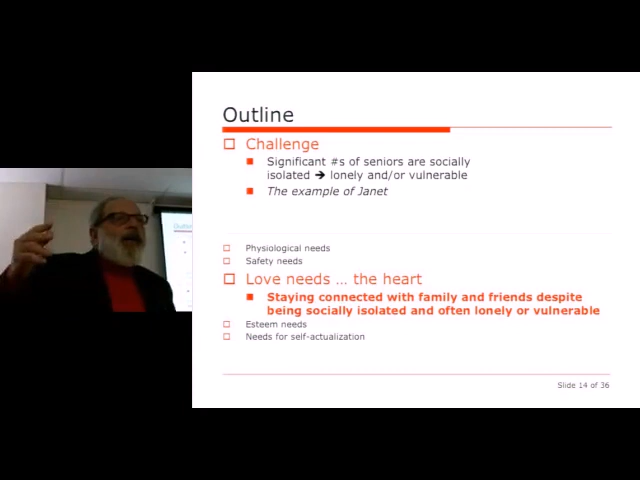 Outline
Challenge
Significant #s of seniors are socially
isolated → lonely and/or vulnerable
The example of Janet
Physiological needs
Safety needs
Love needs … the heart
Staying connected with family and friends despite
being socially isolated and often lonely or vulnerable
Esteem needs
Needs for self-actualization
Slide 14 of 36